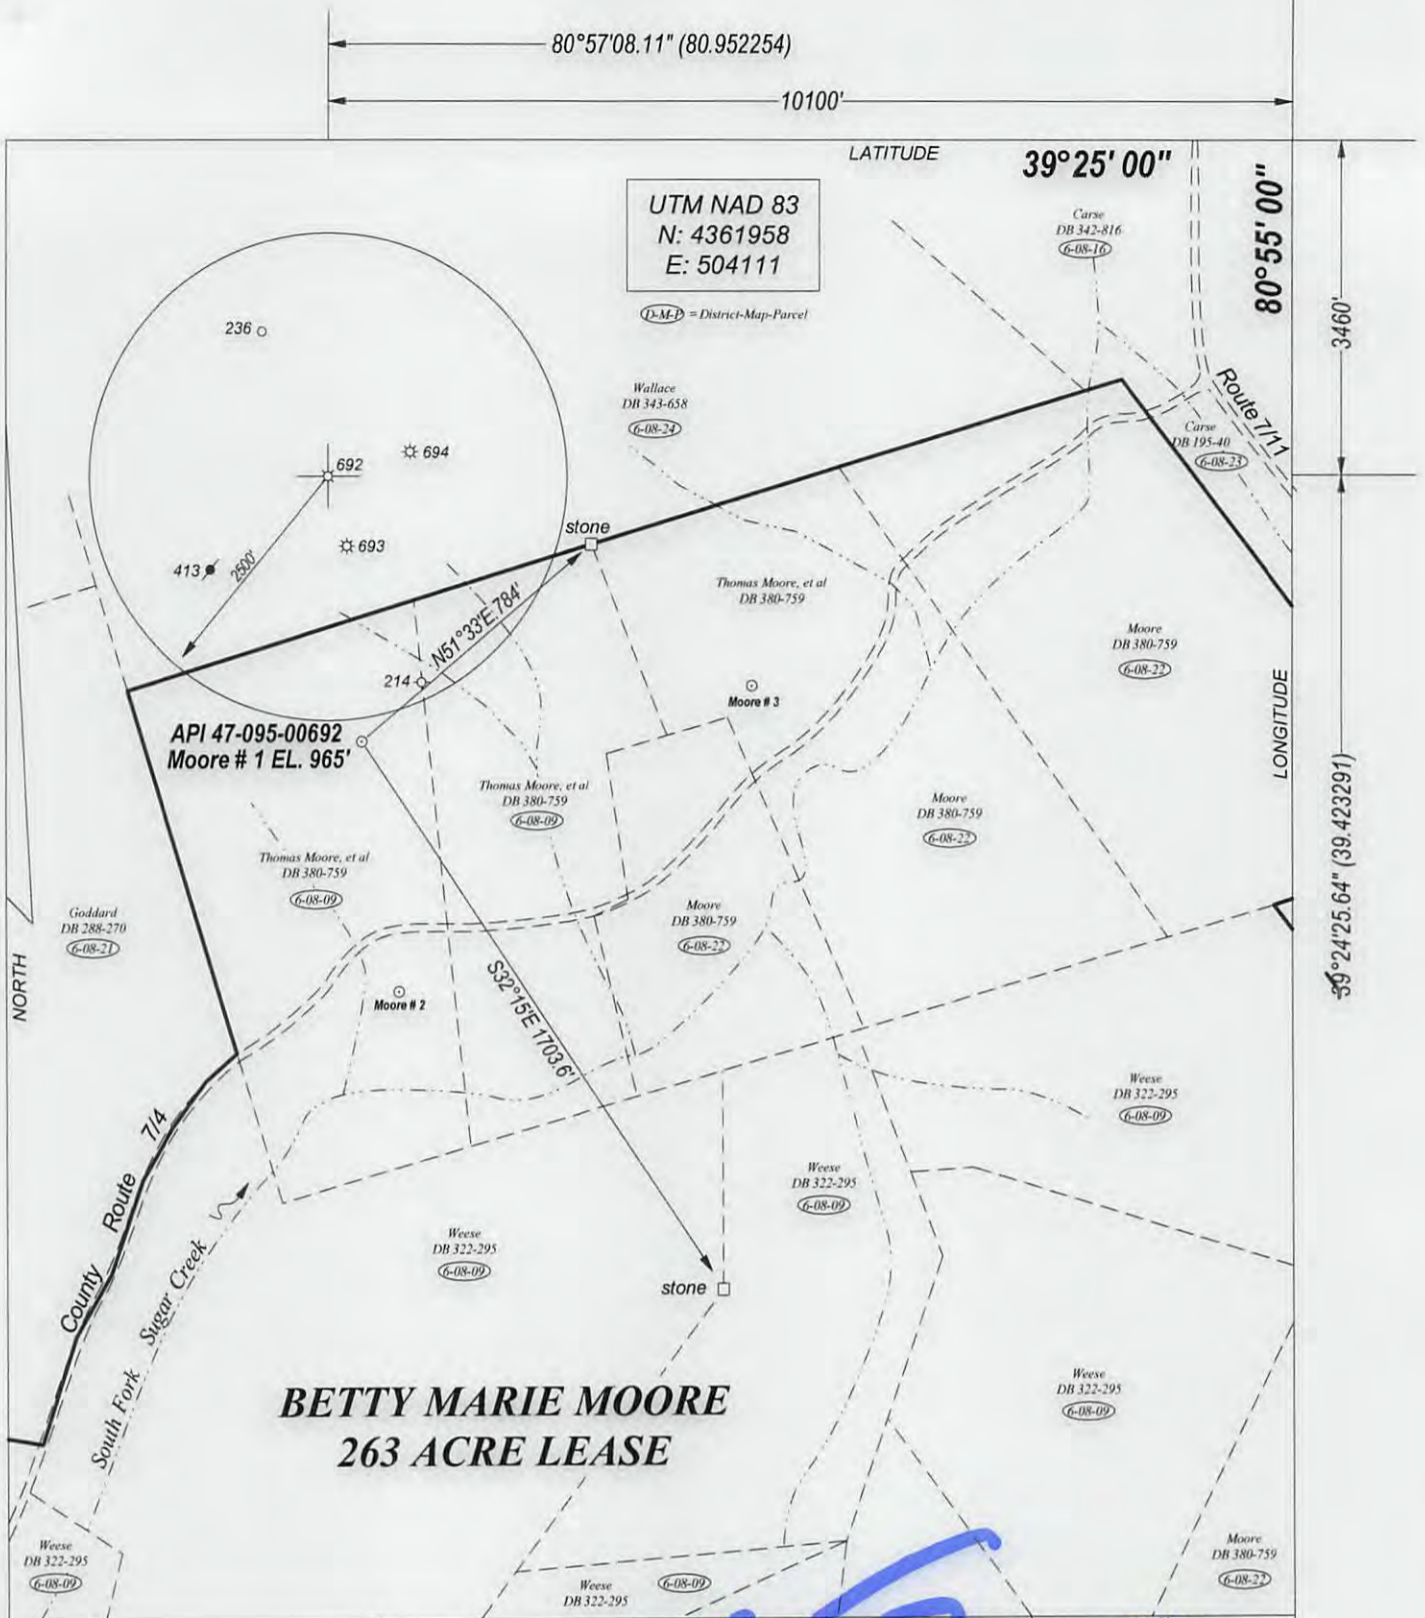 80°57'08.11" (80.952254)
10100'
LATITUDE
39°25' 00"
UTM NAD 83
N: 4361958
E: 504111
D-M-P = District-Map-Parcel
Carse
DB 342-816
6-08-16
80°55' 00"
3460'
236
Wallace
DB 343-658
6-08-24
Route 7/11
Carse
DB 195-40
6-08-23
692
694
693
413
2500'
stone
N51°33'E 784'
Thomas Moore, et al
DB 380-759
Moore
DB 380-759
6-08-22
214
Moore # 3
API 47-095-00692
Moore # 1 EL. 965'
LONGITUDE
39°24'25.64" (39.423291)
Thomas Moore, et al
DB 380-759
6-08-09
Moore
DB 380-759
6-08-22
Thomas Moore, et al
DB 380-759
6-08-09
Goddard
DB 288-270
6-08-21
Moore
DB 380-759
6-08-22
NORTH
Moore # 2
S32°15'E 1703.6'
Weese
DB 322-295
6-08-09
County Route 7/4
Weese
DB 322-295
6-08-09
Weese
DB 322-295
6-08-09
South Fork Sugar Creek
stone
BETTY MARIE MOORE
263 ACRE LEASE
Weese
DB 322-295
6-08-09
Weese
DB 322-295
6-08-09
Weese
DB 322-295
6-08-09
Moore
DB 380-759
6-08-22